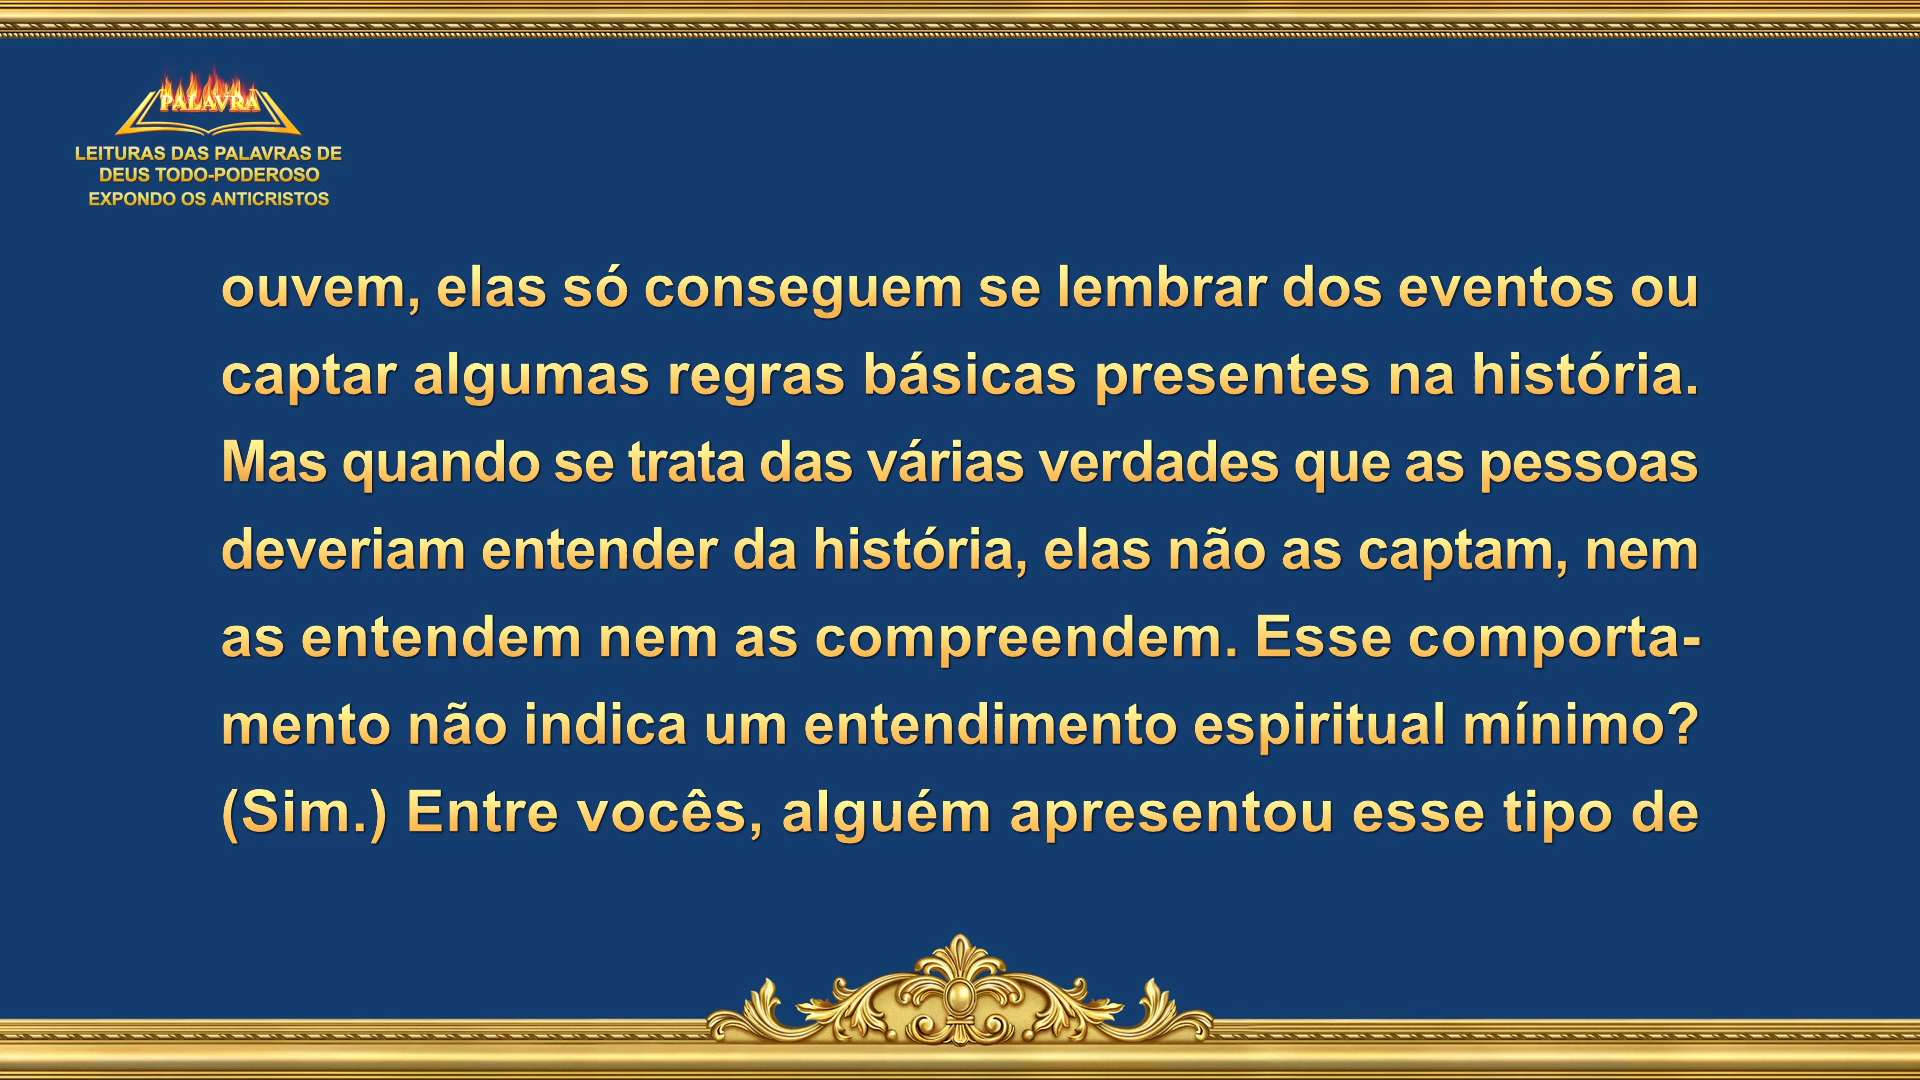 PALAVRA
LEITURAS DAS PALAVRAS DE
DEUS TODO-PODEROSO
EXPONDO OS ANTICRISTOS
ouvem, elas só conseguem se lembrar dos eventos ou
captar algumas regras básicas presentes na história.
Mas quando se trata das várias verdades que as pessoas
deveriam entender da história, elas não as captam, nem
as entendem nem as compreendem. Esse comporta-
mento não indica um entendimento espiritual mínimo?
(Sim.) Entre vocês, alguém apresentou esse tipo de